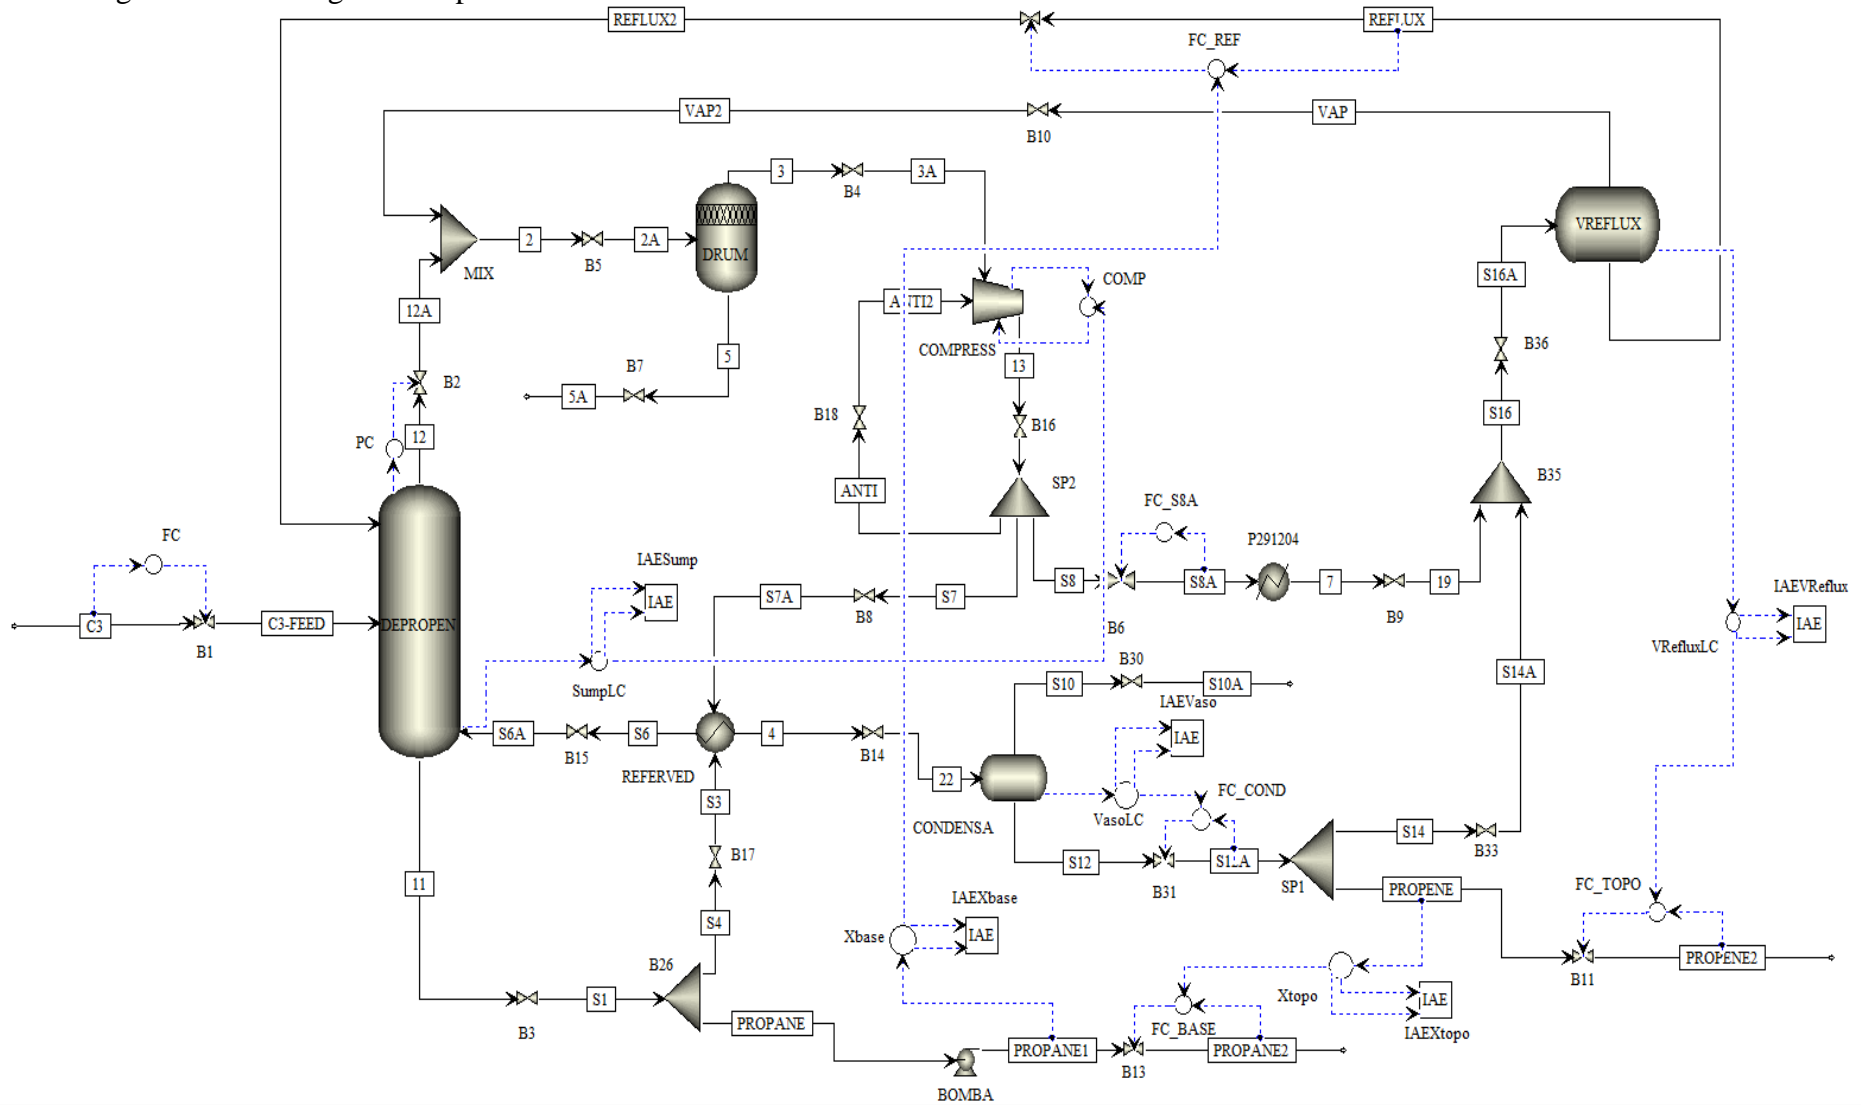 REFLUX2
REFLUX
FC_REF
VAP2
B10
VAP
3
B4
3A
MIX
2
B5
2A
DRUM
VREFLUX
12A
ANTI2
COMP
COMPRESS
S16A
B36
B2
5
B7
5A
13
B18
B16
PC
12
S16
ANTI
SP2
B35
FC_S8A
P291204
FC
IAESump
IAE
S7A
B8
S7
S8
S8A
7
B9
19
IAEVReflux
IAE
C3
B1
C3-FEED
DEPROPEN
B6
VRefluxLC
SumpLC
B30
S10
S10A
S14A
IAEVaso
IAE
S6A
B15
S6
4
B14
REFERVED
22
FC_COND
VasoLC
CONDENSA
S3
B17
S12
B31
S12A
SP1
S14
B33
11
PROPENE
FC_TOPO
S4
IAEXbase
IAE
Xbase
B26
B11
PROPENE2
S1
B3
PROPANE
Xtopo
IAE
IAEXtopo
FC_BASE
PROPANE1
B13
PROPANE2
BOMBA